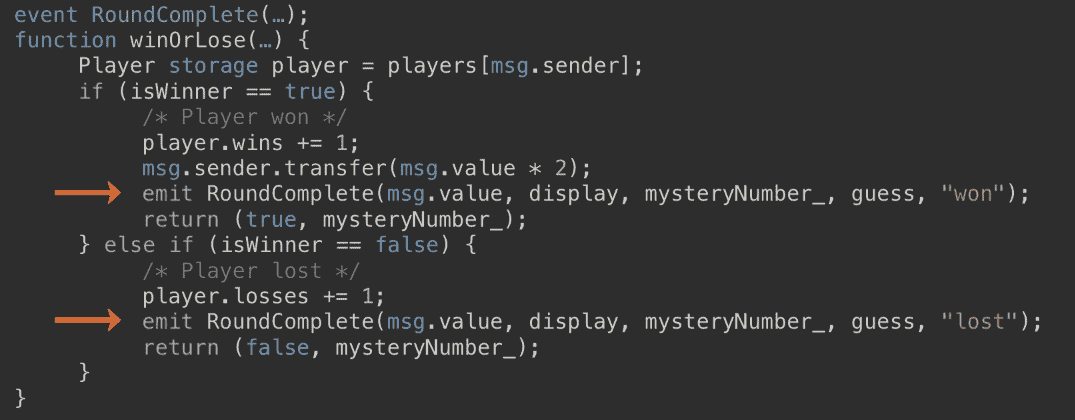 event RoundComplete(…);
function winOrLose(…) {
Player storage player = players[msg.sender];
if (isWinner == true) {
/* Player won */
player.wins += 1;
msg.sender.transfer(msg.value * 2);
emit RoundComplete(msg.value, display, mysteryNumber_, guess, "won");
return (true, mysteryNumber_);
} else if (isWinner == false) {
/* Player lost */
player.losses += 1;
emit RoundComplete(msg.value, display, mysteryNumber_, guess, "lost");
return (false, mysteryNumber_);
}
}